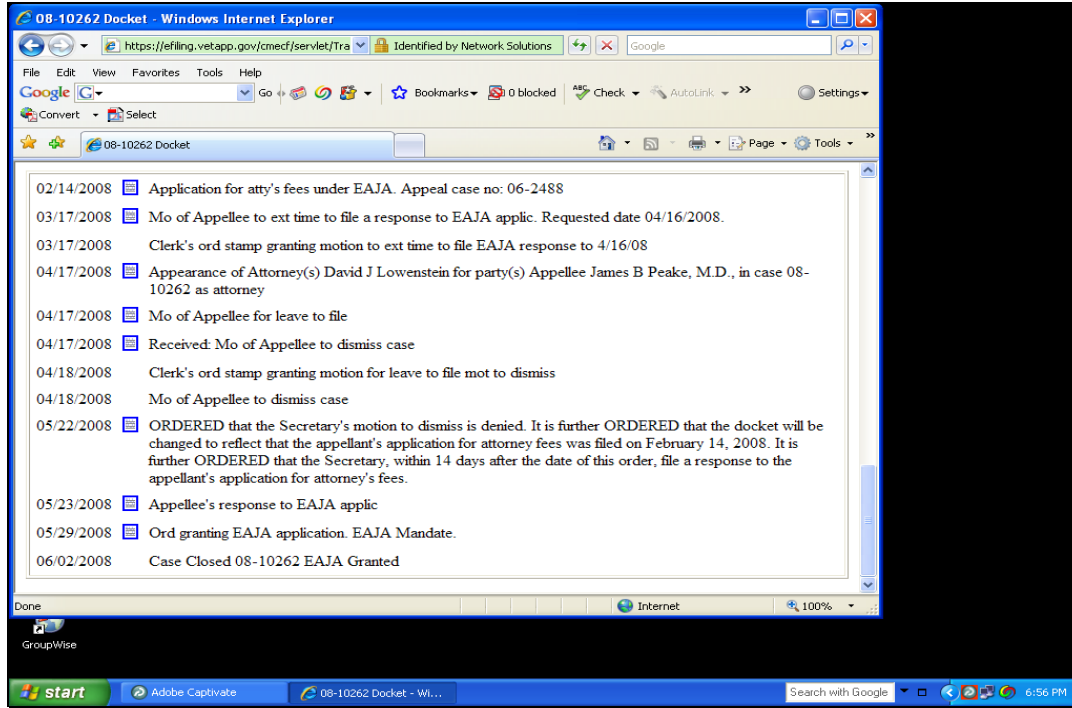 08-10262 Docket - Windows Internet Explorer
https://efiling.vetapp.gov/cmecf/servlet/Tra Identified by Network Solutions Google
File Edit View Favorites Tools Help
Google G Go Bookmarks 0 blocked ABC Check AutoLink >> Settings
Convert Select
08-10262 Docket Page Tools >>
02/14/2008 Application for atty's fees under EAJA. Appeal case no: 06-2488
03/17/2008 Mo of Appellee to ext time to file a response to EAJA applic. Requested date 04/16/2008.
03/17/2008 Clerk's ord stamp granting motion to ext time to file EAJA response to 4/16/08
04/17/2008 Appearance of Attorney(s) David J Lowenstein for party(s) Appellee James B Peake, M.D., in case 08-
10262 as attorney
04/17/2008 Mo of Appellee for leave to file
04/17/2008 Received: Mo of Appellee to dismiss case
04/18/2008 Clerk's ord stamp granting motion for leave to file mot to dismiss
04/18/2008 Mo of Appellee to dismiss case
05/22/2008 ORDERED that the Secretary's motion to dismiss is denied. It is further ORDERED that the docket will be
changed to reflect that the appellant's application for attorney fees was filed on February 14, 2008. It is
further ORDERED that the Secretary, within 14 days after the date of this order, file a response to the
appellant's application for attorney's fees.
05/23/2008 Appellee's response to EAJA applic
05/29/2008 Ord granting EAJA application. EAJA Mandate.
06/02/2008 Case Closed 08-10262 EAJA Granted
Done Internet 100%
GroupWise
start Adobe Captivate 08-10262 Docket - Wi... Search with Google 6:56 PM